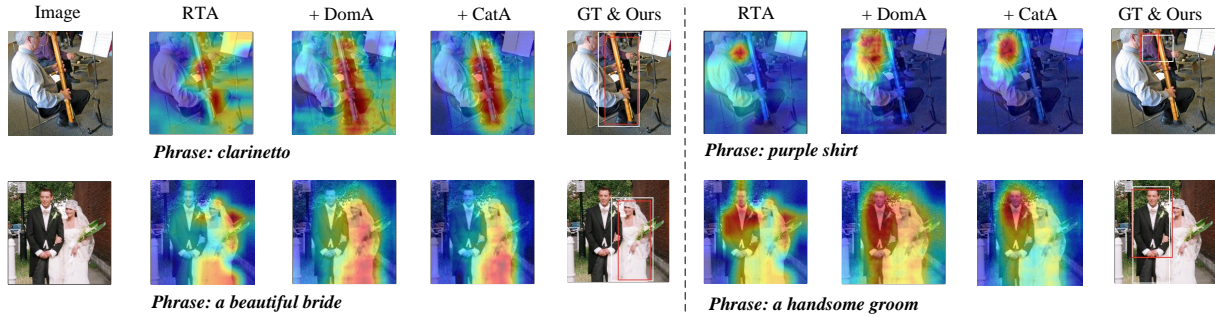 Image RTA + DomA + CatA GT & Ours RTA + DomA + CatA GT & Ours
Phrase: clarinetto Phrase: purple shirt
Phrase: a beautiful bride Phrase: a handsome groom